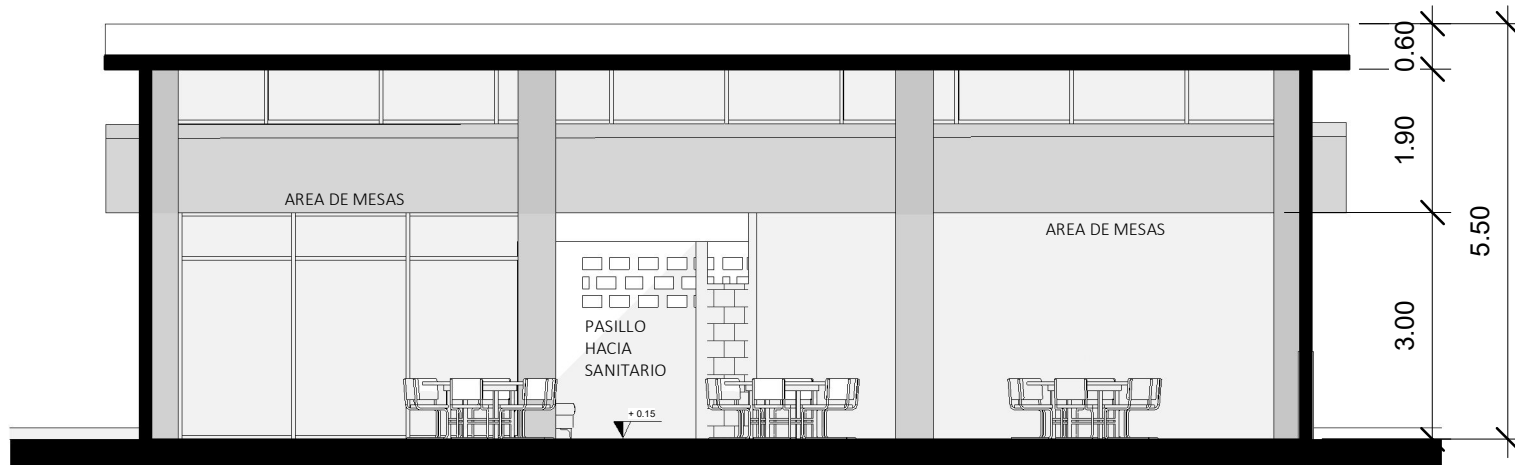 0.60
1.90
AREA DE MESAS
AREA DE MESAS
5.50
3.00
PASILLO
HACIA
SANITARIO
+ 0.15